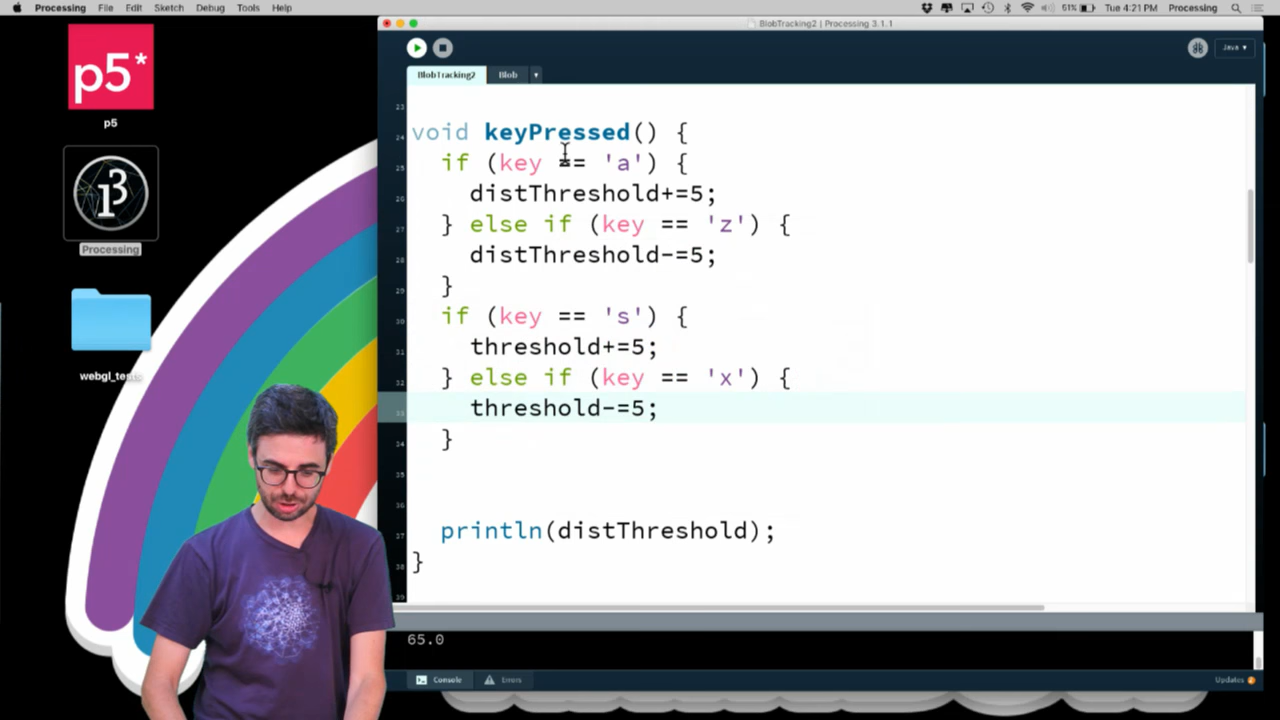 Processing File Edit Sketch Debug Tools Help
61% Tue 4:21 PM Processing
BlobTracking2 | Processing 3.1.1
Java
BlobTracking2 Blob
p5*
p5
Processing
23
24 void keyPressed() {
25 if (key == 'a') {
26 distThreshold+=5;
27 } else if (key == 'z') {
28 distThreshold-=5;
29 }
30 if (key == 's') {
31 threshold+=5;
32 } else if (key == 'x') {
33 threshold-=5;
34 }
35
36
37 println(distThreshold);
38 }
39
65.0
Console Errors
Updates 2